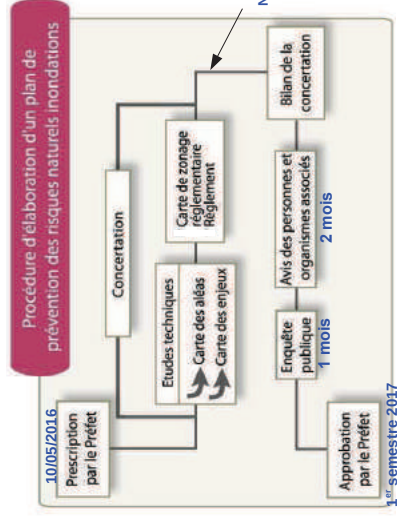 Procédure d'élaboration d'un plan de
prévention des risques naturels inondations
10/05/2016
Prescription
par le Préfet
Concertation
Etudes techniques
Carte des aléas
Carte des enjeux
Carte de zonage
réglementaire
Règlement
N
Bilan de la
concertation
Avis des personnes et
organismes associés
2 mois
Enquête
publique
1 mois
Approbation
par le Préfet
1er semestre 2017